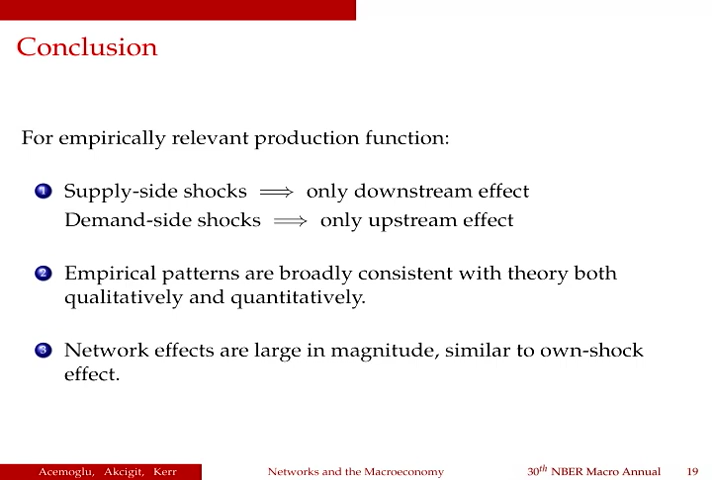 Conclusion
For empirically relevant production function:
1 Supply-side shocks ⟹ only downstream effect
Demand-side shocks ⟹ only upstream effect
2 Empirical patterns are broadly consistent with theory both
qualitatively and quantitatively.
3 Network effects are large in magnitude, similar to own-shock
effect.
Acemoglu, Akcigit, Kerr Networks and the Macroeconomy 30th NBER Macro Annual 19